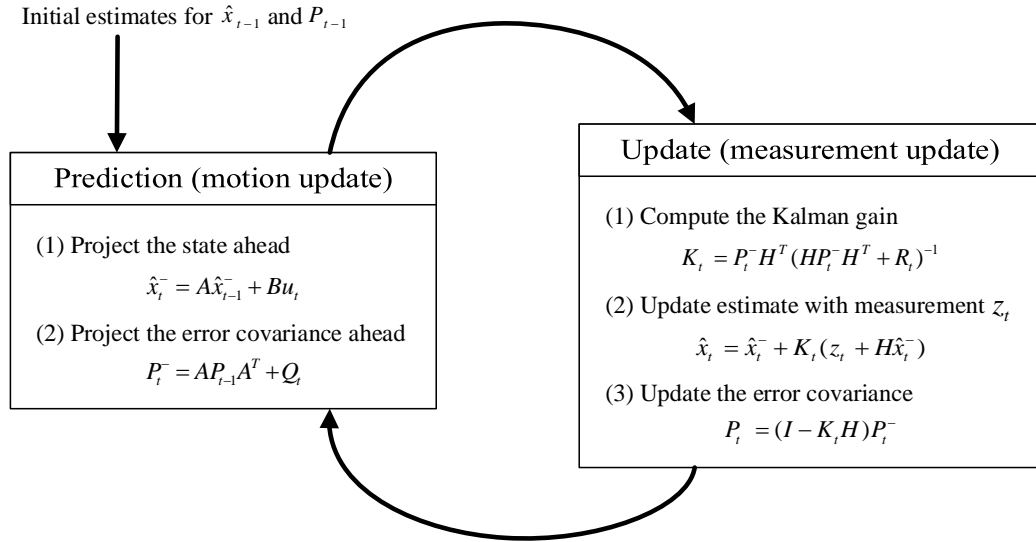 Initial estimates for x̂_{t−1} and P_{t−1}
Prediction (motion update)
(1) Project the state ahead
x̂_t^− = Ax̂_{t−1}^− + Bu_t
(2) Project the error covariance ahead
P_t^− = AP_{t−1}A^T + Q_t
Update (measurement update)
(1) Compute the Kalman gain
K_t = P_t^− H^T (HP_t^− H^T + R_t)^{−1}
(2) Update estimate with measurement z_t
x̂_t = x̂_t^− + K_t (z_t + Hx̂_t^−)
(3) Update the error covariance
P_t = (I − K_t H)P_t^−